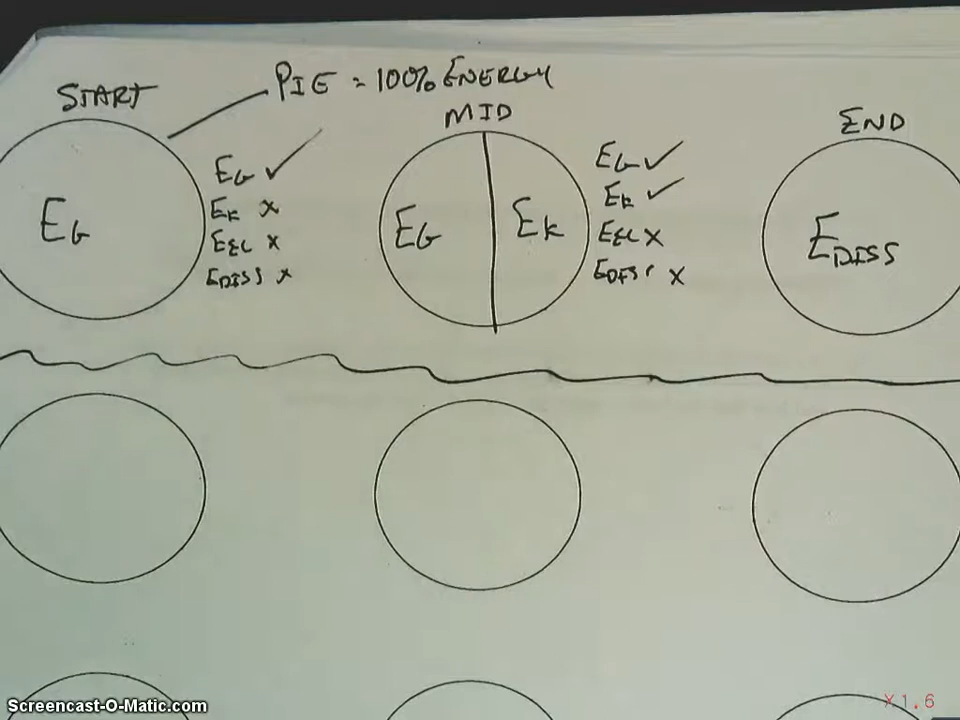 PIE = 100% ENERGY
START
MID
END
EG
EG ✓
EK x
EEL x
EDISS x
EG
EK
EG ✓
EK ✓
EEL x
EDISS x
EDISS
Screencast-O-Matic.com
X1.6